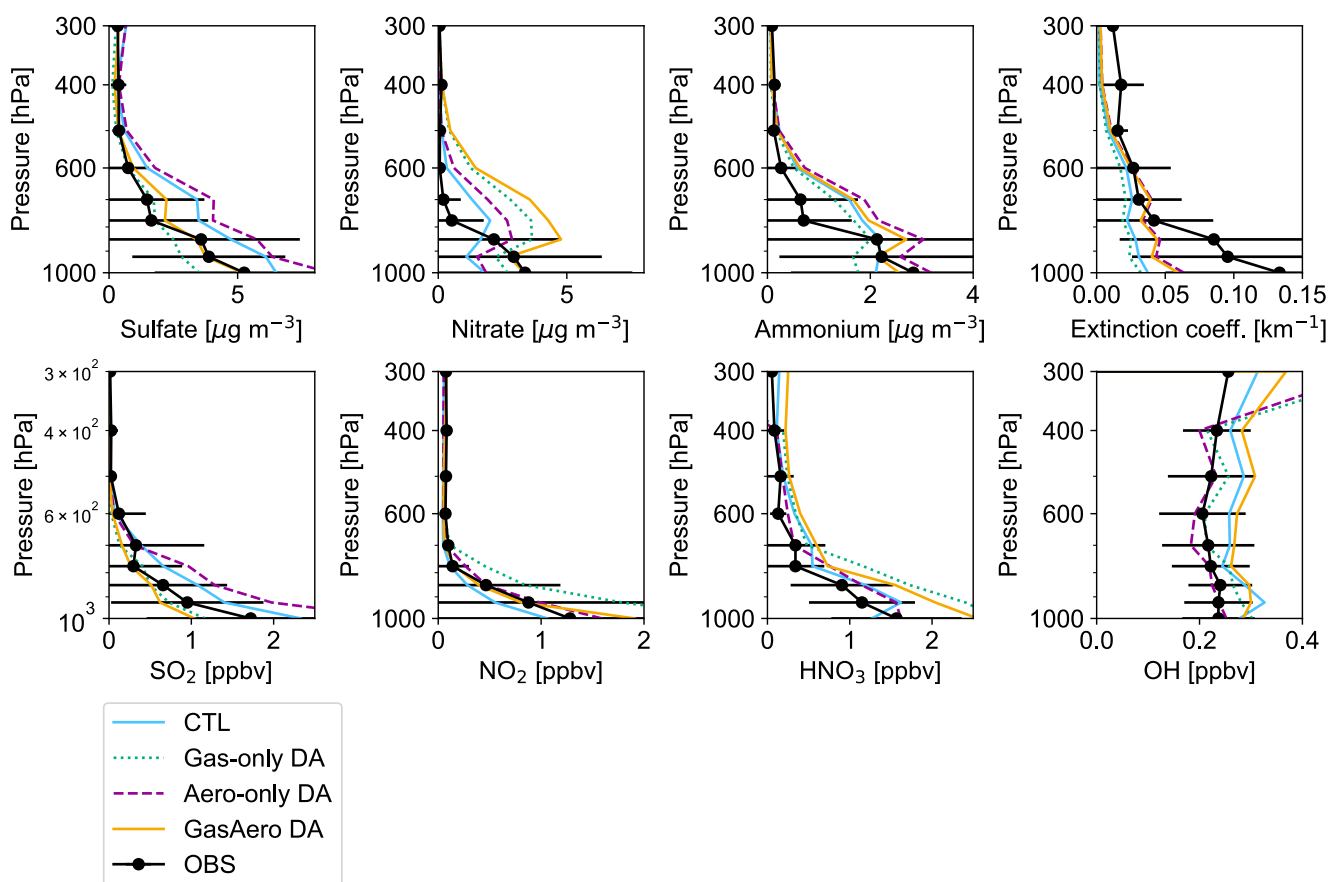 300
400
600
1000
Pressure [hPa]
0
5
Sulfate [μg m⁻³]
300
400
600
1000
Pressure [hPa]
0
5
Nitrate [μg m⁻³]
300
400
600
1000
Pressure [hPa]
0
2
4
Ammonium [μg m⁻³]
300
400
600
1000
Pressure [hPa]
0.00
0.05
0.10
0.15
Extinction coeff. [km⁻¹]
3 × 10²
4 × 10²
6 × 10²
10³
Pressure [hPa]
0
1
2
SO₂ [ppbv]
300
400
600
1000
Pressure [hPa]
0
1
2
NO₂ [ppbv]
300
400
600
1000
Pressure [hPa]
0
1
2
HNO₃ [ppbv]
300
400
600
1000
Pressure [hPa]
0.0
0.2
0.4
OH [ppbv]
CTL
Gas-only DA
Aero-only DA
GasAero DA
OBS